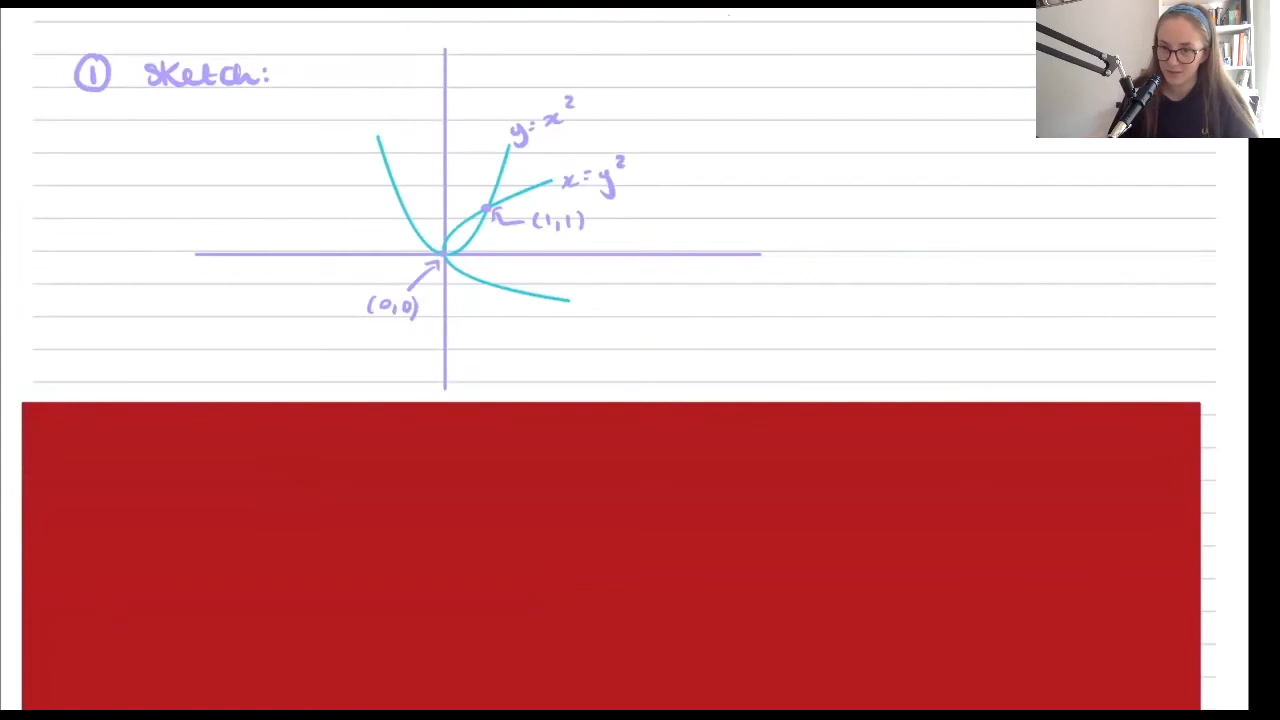 ① Sketch:
y = x²
x = y²
(1,1)
(0,0)